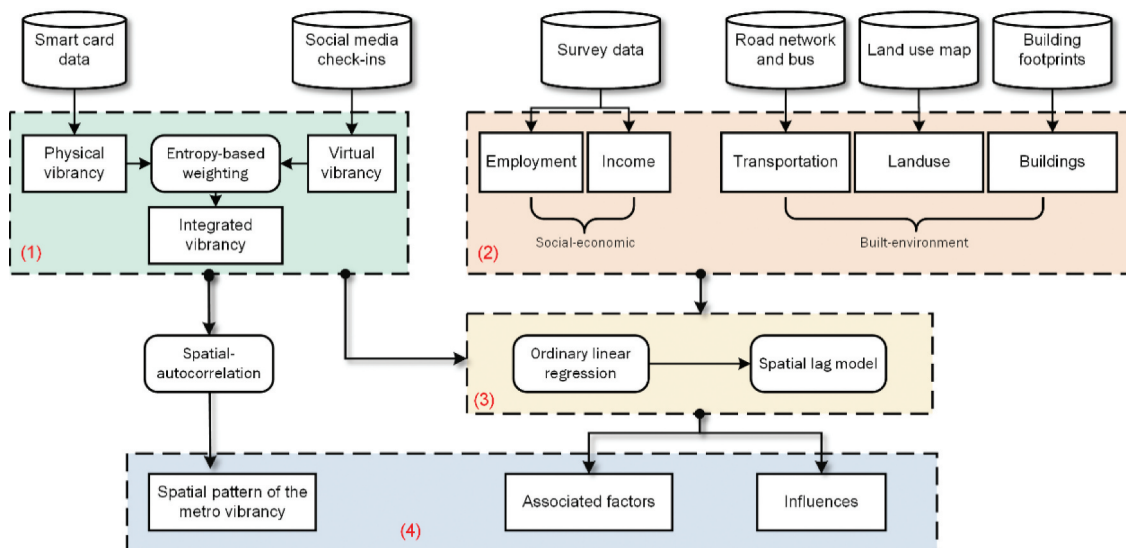 Smart card
data
Social media
check-ins
Survey data
Road network
and bus
Land use map
Building
footprints
Physical
vibrancy
Entropy-based
weighting
Virtual
vibrancy
Integrated
vibrancy
(1)
Employment
Income
Transportation
Landuse
Buildings
Social-economic
Built-environment
(2)
Spatial-
autocorrelation
Ordinary linear
regression
Spatial lag model
(3)
Spatial pattern of the
metro vibrancy
Associated factors
Influences
(4)